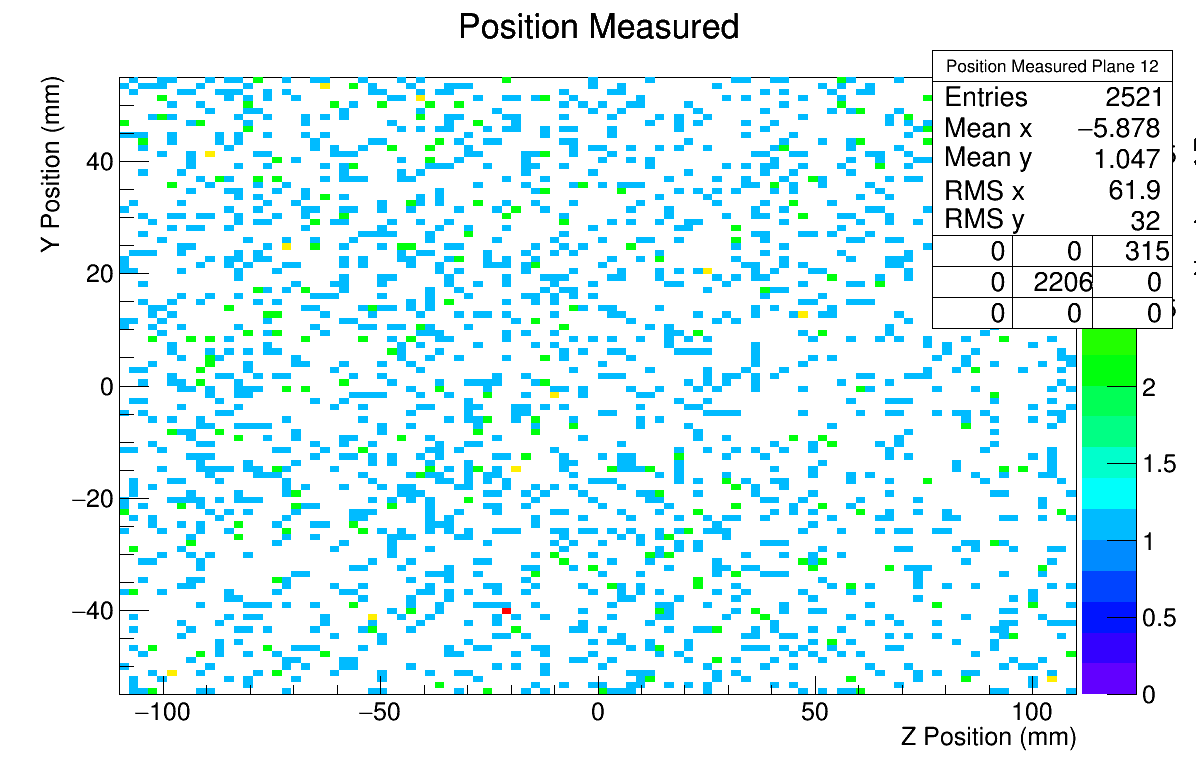 Position Measured
Y Position (mm)
Position Measured Plane 12
Entries 2521
Mean x −5.878
Mean y 1.047
RMS x 61.9
RMS y 32
0 0 315
0 2206 0
0 0 0
40
20
0
−20
−40
2
1.5
1
0.5
0
−100 −50 0 50 100
Z Position (mm)